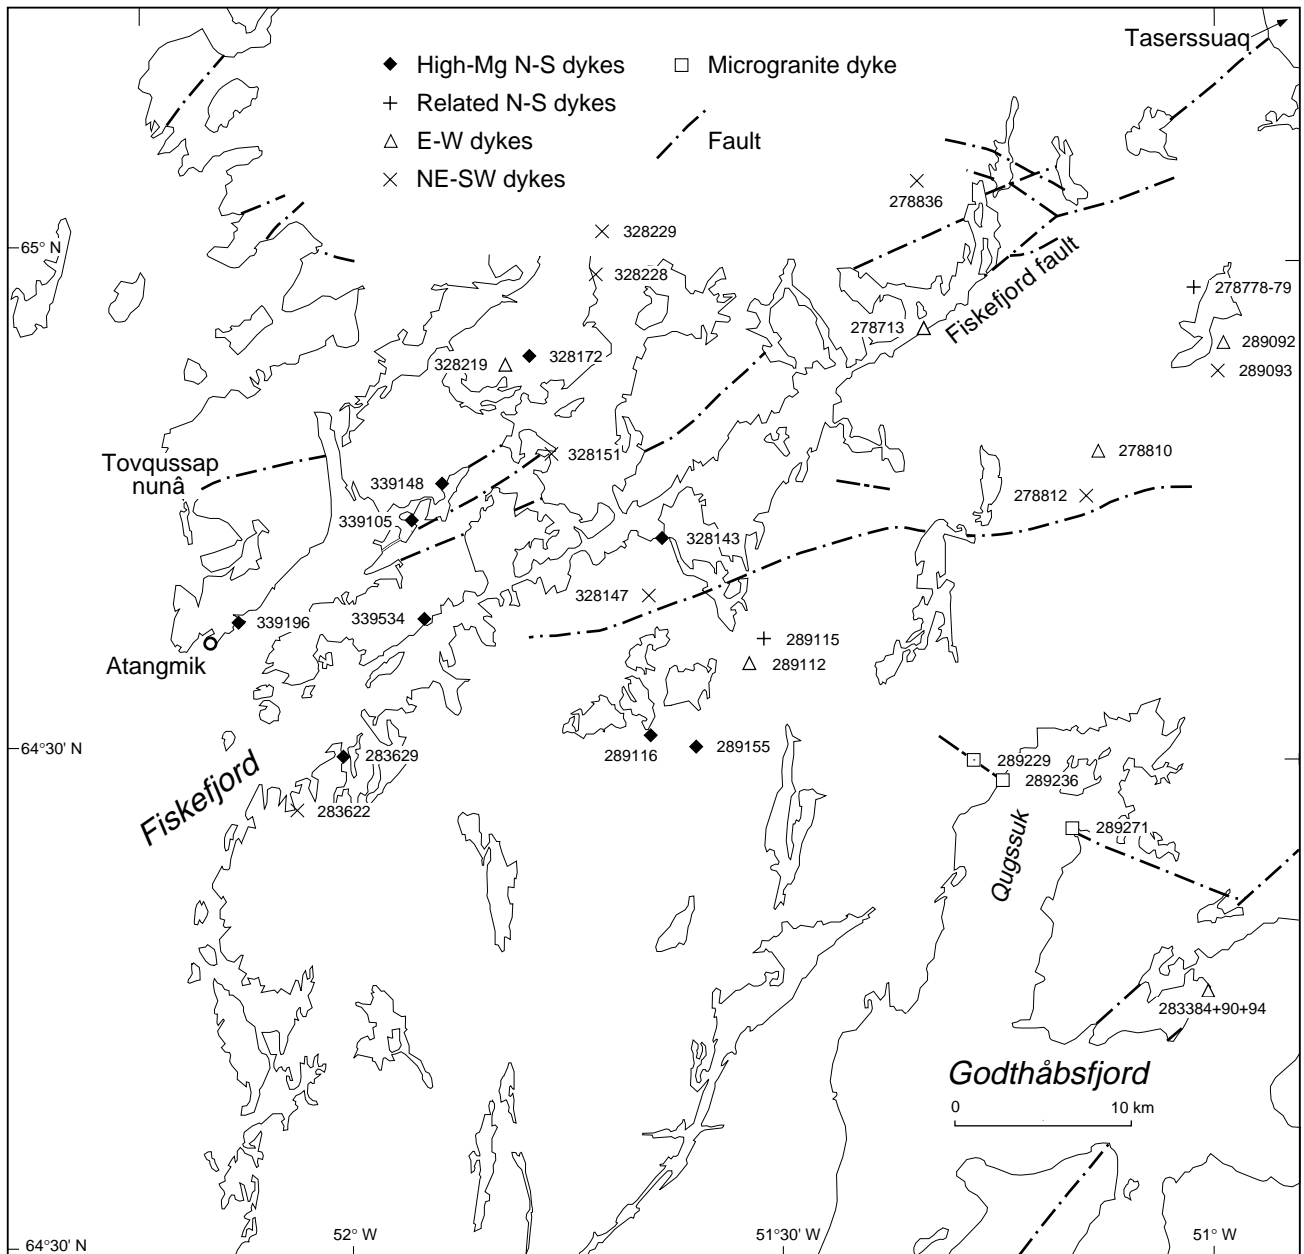 Taserssuaq
High-Mg N-S dykes
Microgranite dyke
Related N-S dykes
E-W dykes
Fault
NE-SW dykes
278836
328229
65° N
328228
Fiskefjord fault
278778-79
278713
289092
328172
328219
289093
278810
328151
Tovqussap
nunâ
339148
278812
339105
328143
328147
339196
339534
289115
289112
Atangmik
64°30' N
289116
289155
283629
289229
289236
Fiskefjord
283622
289271
Qugssuk
283384+90+94
Godthåbsfjord
0
10 km
64°30' N
52° W
51°30' W
51° W